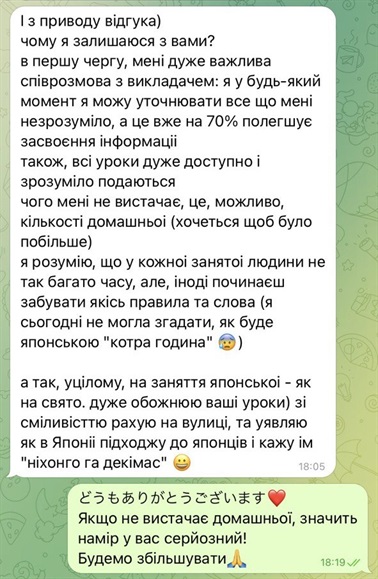 І з приводу відгука)
чому я залишаюся з вами?
в першу чергу, мені дуже важлива
співрозмова з викладачем: я у будь-який
момент я можу уточнювати все що мені
незрозуміло, а це вже на 70% полегшує
засвоєння інформації
також, всі уроки дуже доступно і
зрозуміло подаються
чого мені не вистачає, це, можливо,
кількості домашньої (хочеться щоб було
побільше)
я розумію, що у кожної занятої людини не
так багато часу, але, іноді починаєш
забувати якісь правила та слова (я
сьогодні не могла згадати, як буде
японською "котра година" 😰)
а так, уцілому, на заняття японської - як
на свято. дуже обожнюю ваші уроки) зі
сміливісттю рахую на вулиці, та уявляю
як в Японії підходжу до японців і кажу їм
"ніхонго га декімас" 😀
18:05
どうもありがとうございます❤️
Якщо не вистачає домашньої, значить
намір у вас серйозний!
Будемо збільшувати🙏
18:19